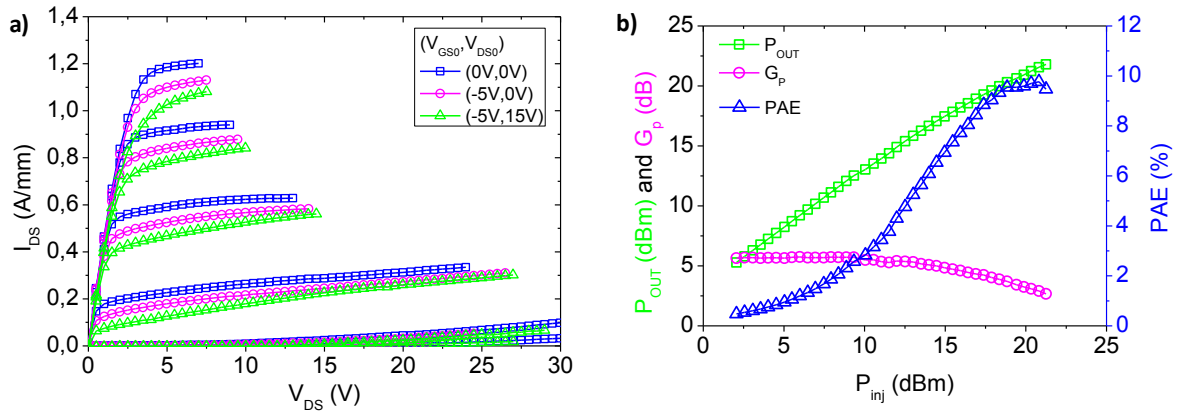 a)
1,4
1,2
1,0
0,8
0,6
0,4
0,2
0,0
I_DS (A/mm)
0 5 10 15 20 25 30
V_DS (V)
(V_GS0,V_DS0)
(0V,0V)
(-5V,0V)
(-5V,15V)
b)
25
20
15
10
5
0
P_OUT (dBm) and G_p (dB)
P_OUT
G_P
PAE
0 5 10 15 20 25
P_inj (dBm)
12
10
8
6
4
2
0
PAE (%)